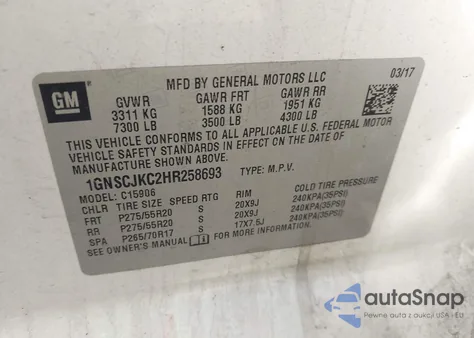 GM
MFD BY GENERAL MOTORS LLC
03/17
GVWR GAWR FRT GAWR RR
3311 KG 1588 KG 1951 KG
7300 LB 3500 LB 4300 LB
THIS VEHICLE CONFORMS TO ALL APPLICABLE U.S. FEDERAL MOTOR
VEHICLE SAFETY STANDARDS IN EFFECT ON THE DATE OF
MANUFACTURE SHOWN ABOVE.
1GNSCJKC2HR258693 TYPE: M.P.V.
MODEL: C15906
CHLR TIRE SIZE SPEED RTG RIM COLD TIRE PRESSURE
FRT P275/55R20 S 20X9J 240KPA(35PSI)
RR P275/55R20 S 20X9J 240KPA(35PSI)
SPA P265/70R17 S 17X7.5J 240KPA(35PSI)
SEE OWNER'S MANUAL FOR MORE INFORMATION.
autoSnap
Pewne auta z USA i EU